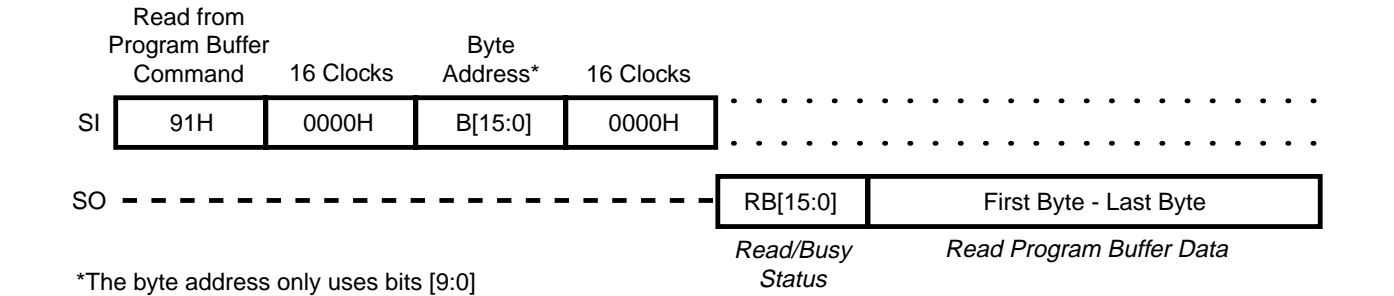 Read from
Program Buffer
Command
16 Clocks
Byte
Address*
16 Clocks
SI
91H
0000H
B[15:0]
0000H
SO
RB[15:0]
First Byte - Last Byte
Read/Busy
Status
Read Program Buffer Data
*The byte address only uses bits [9:0]